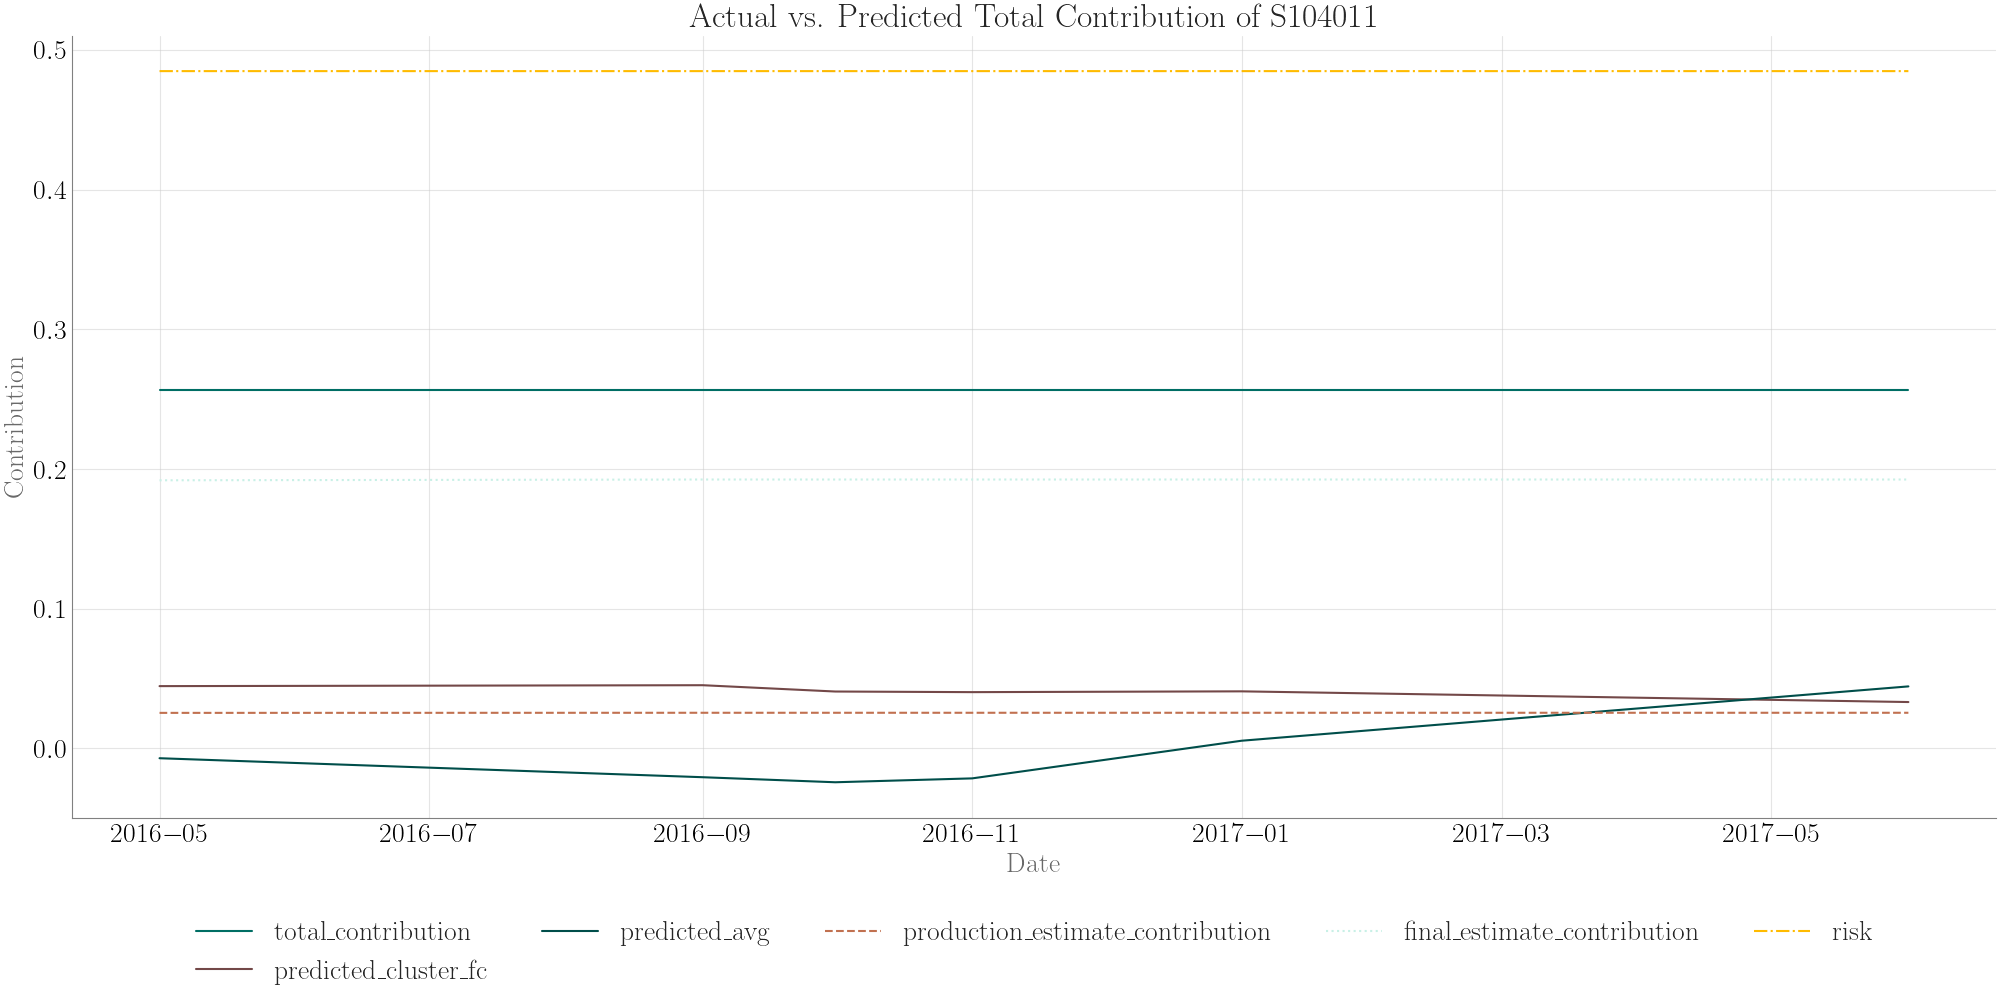 Actual vs. Predicted Total Contribution of S104011
0.5
0.4
0.3
0.2
0.1
0.0
Contribution
2016–05 2016–07 2016–09 2016–11 2017–01 2017–03 2017–05
Date
total_contribution predicted_avg production_estimate_contribution final_estimate_contribution risk
predicted_cluster_fc